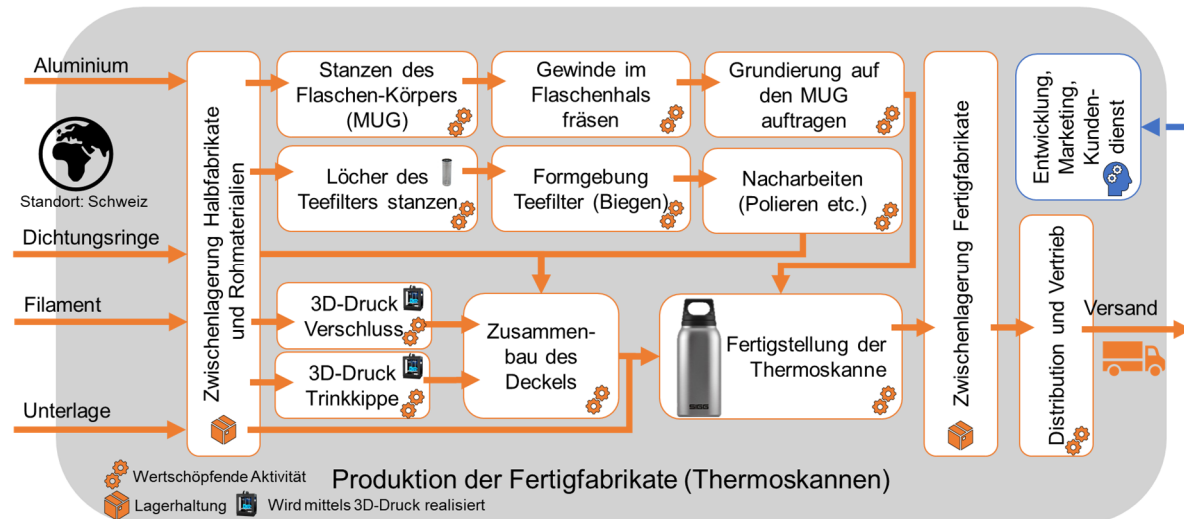 Aluminium
Standort: Schweiz
Dichtungsringe
Filament
Unterlage
Zwischenlagerung Halbfabrikate
und Rohmaterialien
Stanzen des
Flaschen-Körpers
(MUG)
Gewinde im
Flaschenhals
fräsen
Grundierung auf
den MUG
auftragen
Löcher des
Teefilters stanzen
Formgebung
Teefilter (Biegen)
Nacharbeiten
(Polieren etc.)
3D-Druck
Verschluss
3D-Druck
Trinkkippe
Zusammen-
bau des
Deckels
SIGG
Fertigstellung der
Thermoskanne
Zwischenlagerung Fertigfabrikate
Entwicklung,
Marketing,
Kunden-
dienst
Distribution und Vertrieb
Versand
Wertschöpfende Aktivität
Lagerhaltung
Wird mittels 3D-Druck realisiert
Produktion der Fertigfabrikate (Thermoskannen)